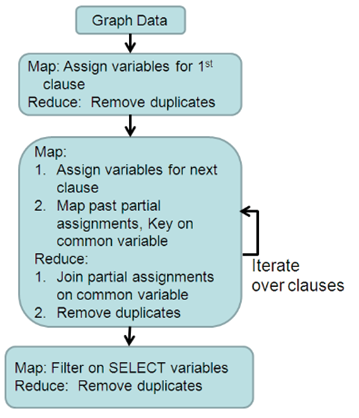 Graph Data
Map: Assign variables for 1st
clause
Reduce: Remove duplicates
Map:
1. Assign variables for next
clause
2. Map past partial
assignments, Key on
common variable
Reduce:
1. Join partial assignments
on common variable
2. Remove duplicates
Iterate
over clauses
Map: Filter on SELECT variables
Reduce: Remove duplicates